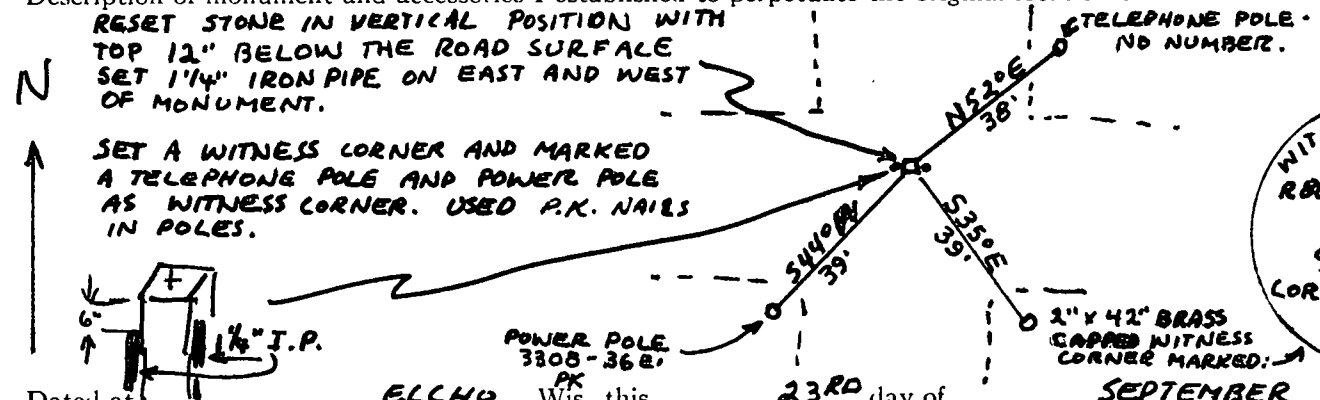 Description of monument and accessories I established to perpetuate the original
RESET STONE IN VERTICAL POSITION WITH
TOP 12" BELOW THE ROAD SURFALE
SET 1 1/4" IRON PIPE ON EAST AND WEST
OF MONUMENT.
SET A WITNESS CORNER AND MARKED
A TELEPHONE POLE AND POWER POLE
AS WITNESS CORNER. USED P.K. NAILS
IN POLES.
N
TELEPHONE POLE.
NO NUMBER.
N52°E
38'
S44°W
39'
S35°E
39'
WIT
COR
6"
1 1/4" I.P.
POWER POLE
3308-36E.
PK
2" x 42" BRASS
CAPPED WITNESS
CORNER MARKED:
Dated at ELCHO Wis. this 23RD day of SEPTEMBER